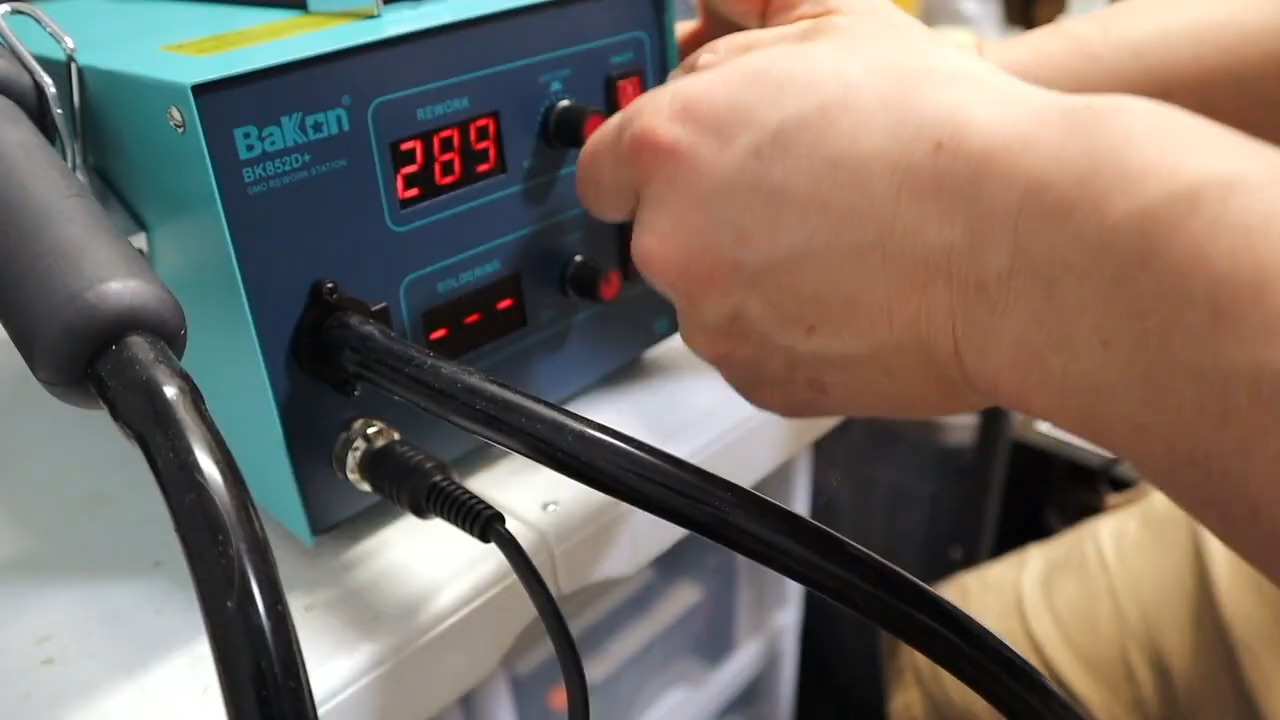 BaKon®
BK852D+
SMD REWORK STATION
REWORK
289
SOLDERING
---